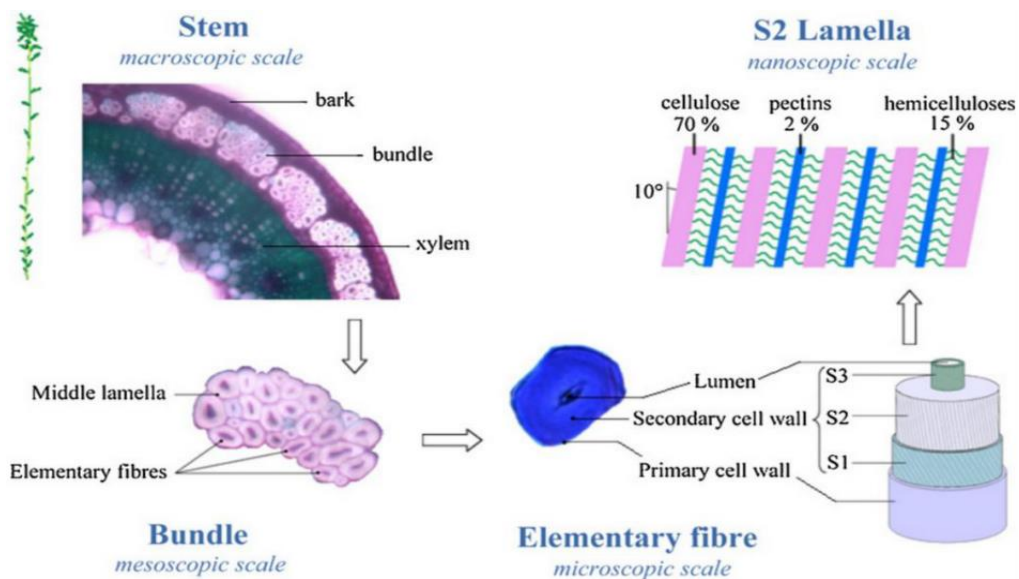 Stem
macroscopic scale
bark
bundle
xylem
S2 Lamella
nanoscopic scale
cellulose
70 %
pectins
2 %
hemicelluloses
15 %
10°
Middle lamella
Elementary fibres
Bundle
mesoscopic scale
Lumen
Secondary cell wall
Primary cell wall
S3
S2
S1
Elementary fibre
microscopic scale